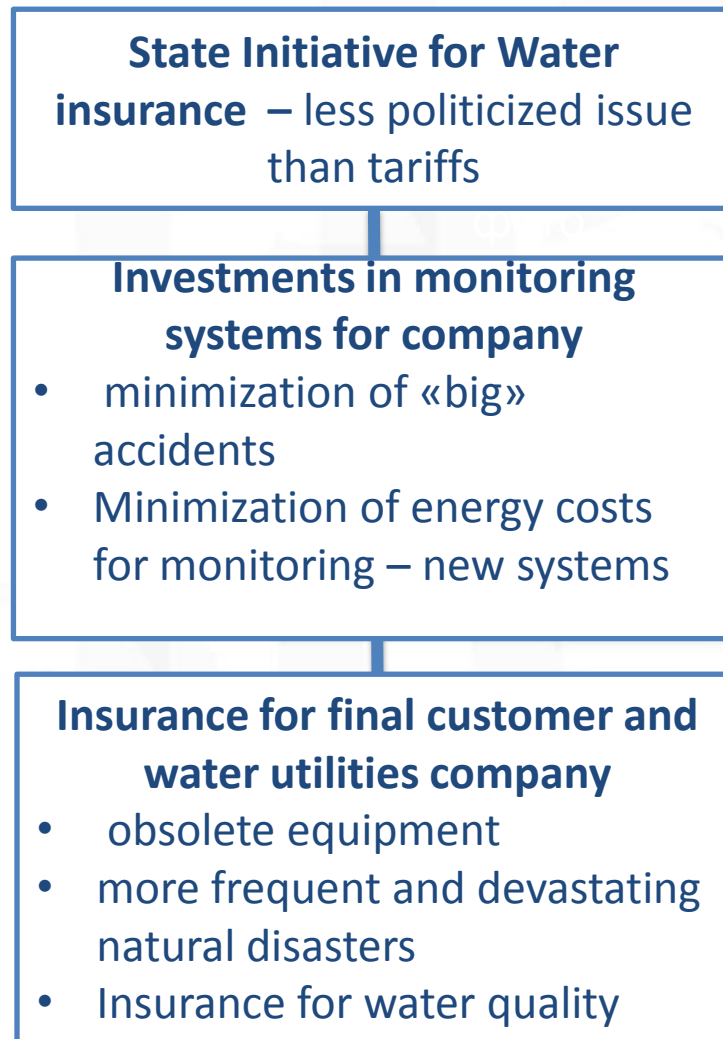 State Initiative for Water
insurance – less politicized issue
than tariffs
Investments in monitoring
systems for company
• minimization of «big»
accidents
• Minimization of energy costs
for monitoring – new systems
Insurance for final customer and
water utilities company
• obsolete equipment
• more frequent and devastating
natural disasters
• Insurance for water quality